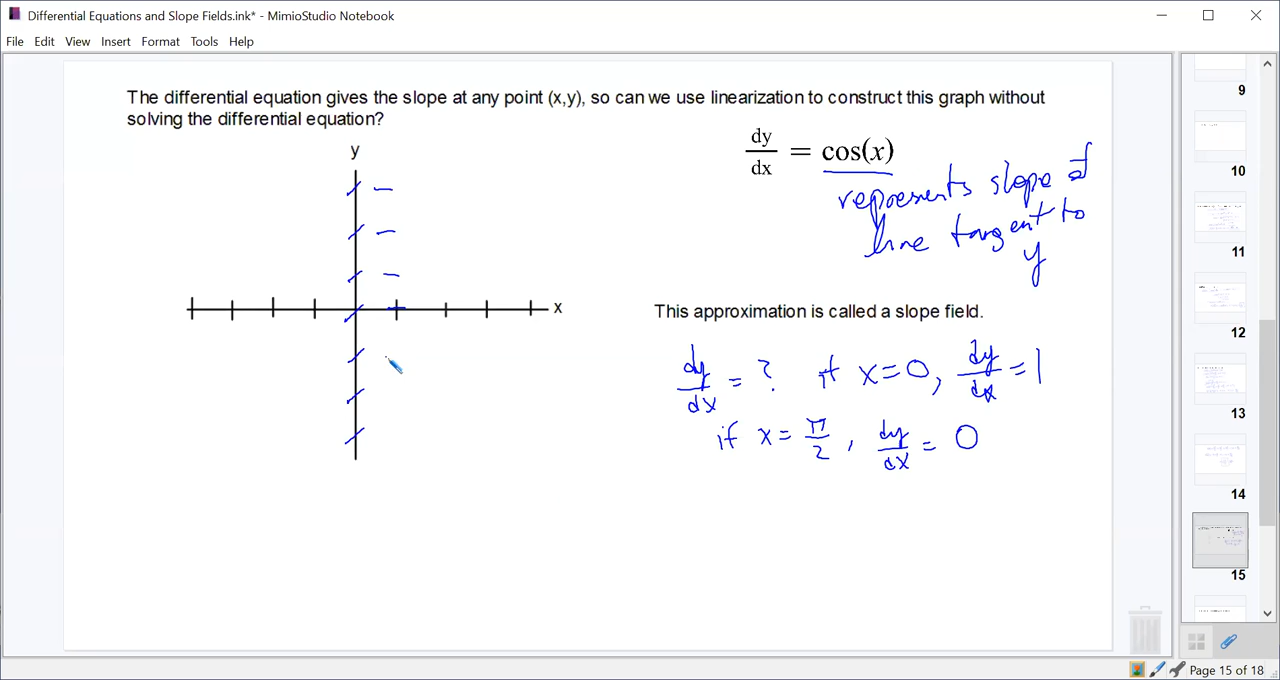 Differential Equations and Slope Fields.ink* - MimioStudio Notebook
File Edit View Insert Format Tools Help
The differential equation gives the slope at any point (x,y), so can we use linearization to construct this graph without
solving the differential equation?
dy/dx = cos(x)
represents slope of
line tangent to
y
y
x
This approximation is called a slope field.
dy/dx = ? if x=0, dy/dx = 1
if x = π/2, dy/dx = 0
9
10
11
12
13
14
15
Page 15 of 18